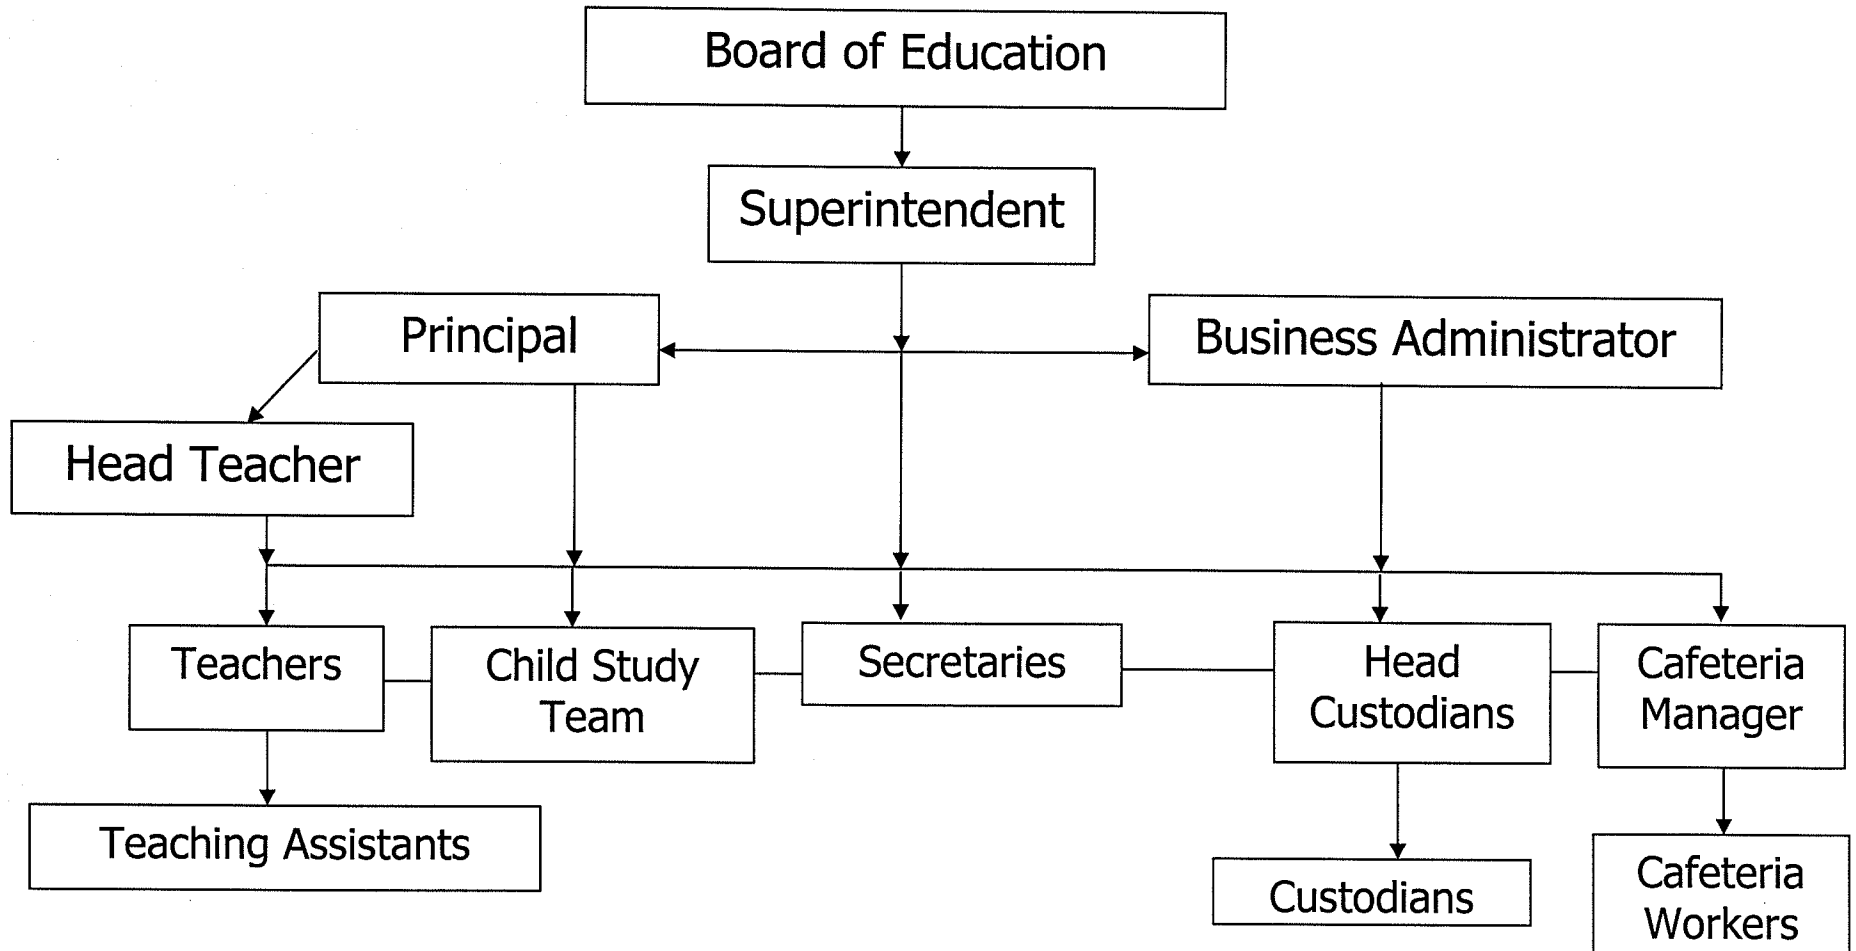 Board of Education
Superintendent
Principal
Business Administrator
Head Teacher
Teachers
Child Study
Team
Secretaries
Head
Custodians
Cafeteria
Manager
Teaching Assistants
Custodians
Cafeteria
Workers